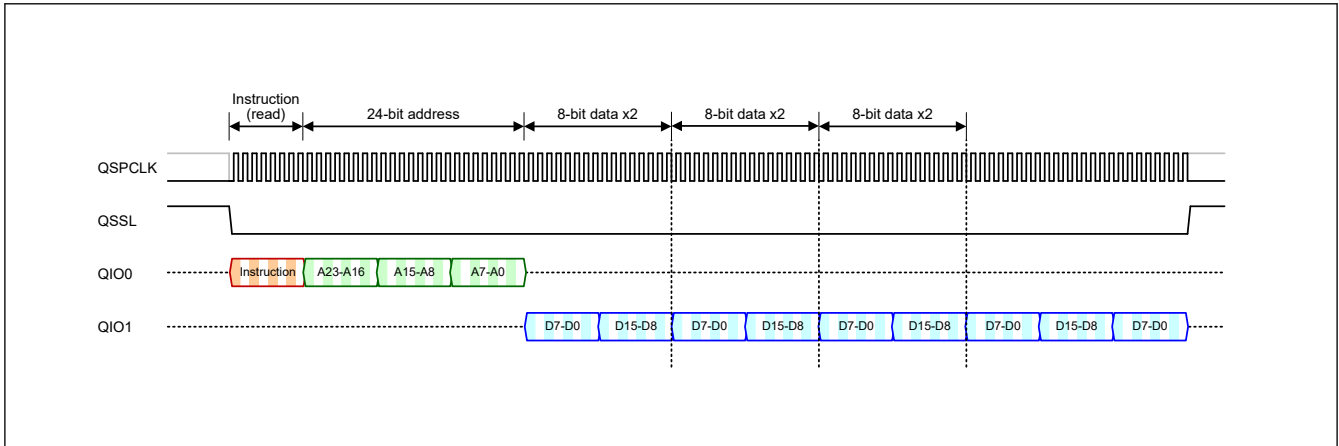 Instruction
(read)
24-bit address
8-bit data x2
8-bit data x2
8-bit data x2
QSPCLK
QSSL
QIO0
Instruction
A23-A16
A15-A8
A7-A0
QIO1
D7-D0
D15-D8
D7-D0
D15-D8
D7-D0
D15-D8
D7-D0
D15-D8
D7-D0